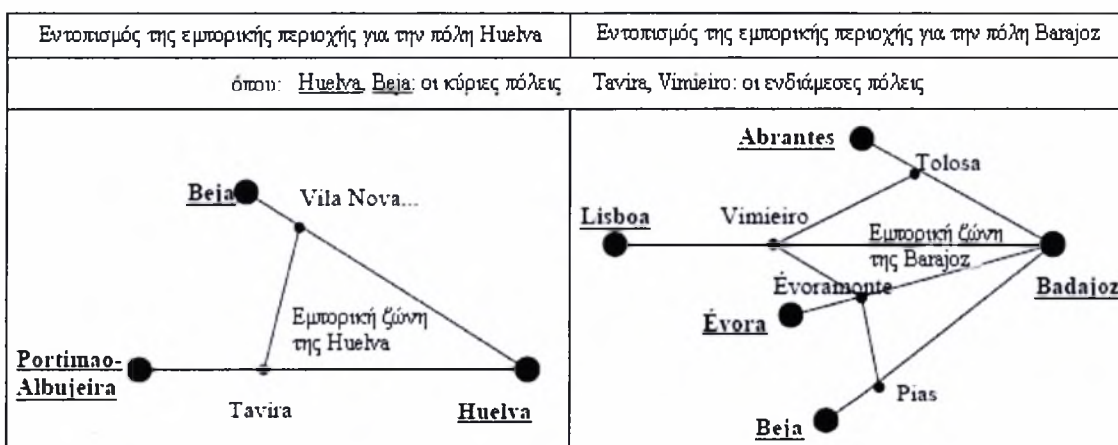 Εντοπισμός της εμπορικής περιοχής για την πόλη Huelva
Εντοπισμός της εμπορικής περιοχής για την πόλη Barajoz
όπου: Huelva, Beja: οι κύριες πόλεις Tavira, Vimieiro: οι ενδιάμεσες πόλεις
Beja
Vila Nova...
Εμπορική ζώνη
της Huelva
Portimao-
Albujeira
Tavira
Huelva
Abrantes
Tolosa
Lisboa
Vimieiro
Εμπορική ζώνη
της Barajoz
Badajoz
Évoramonte
Évora
Pias
Beja